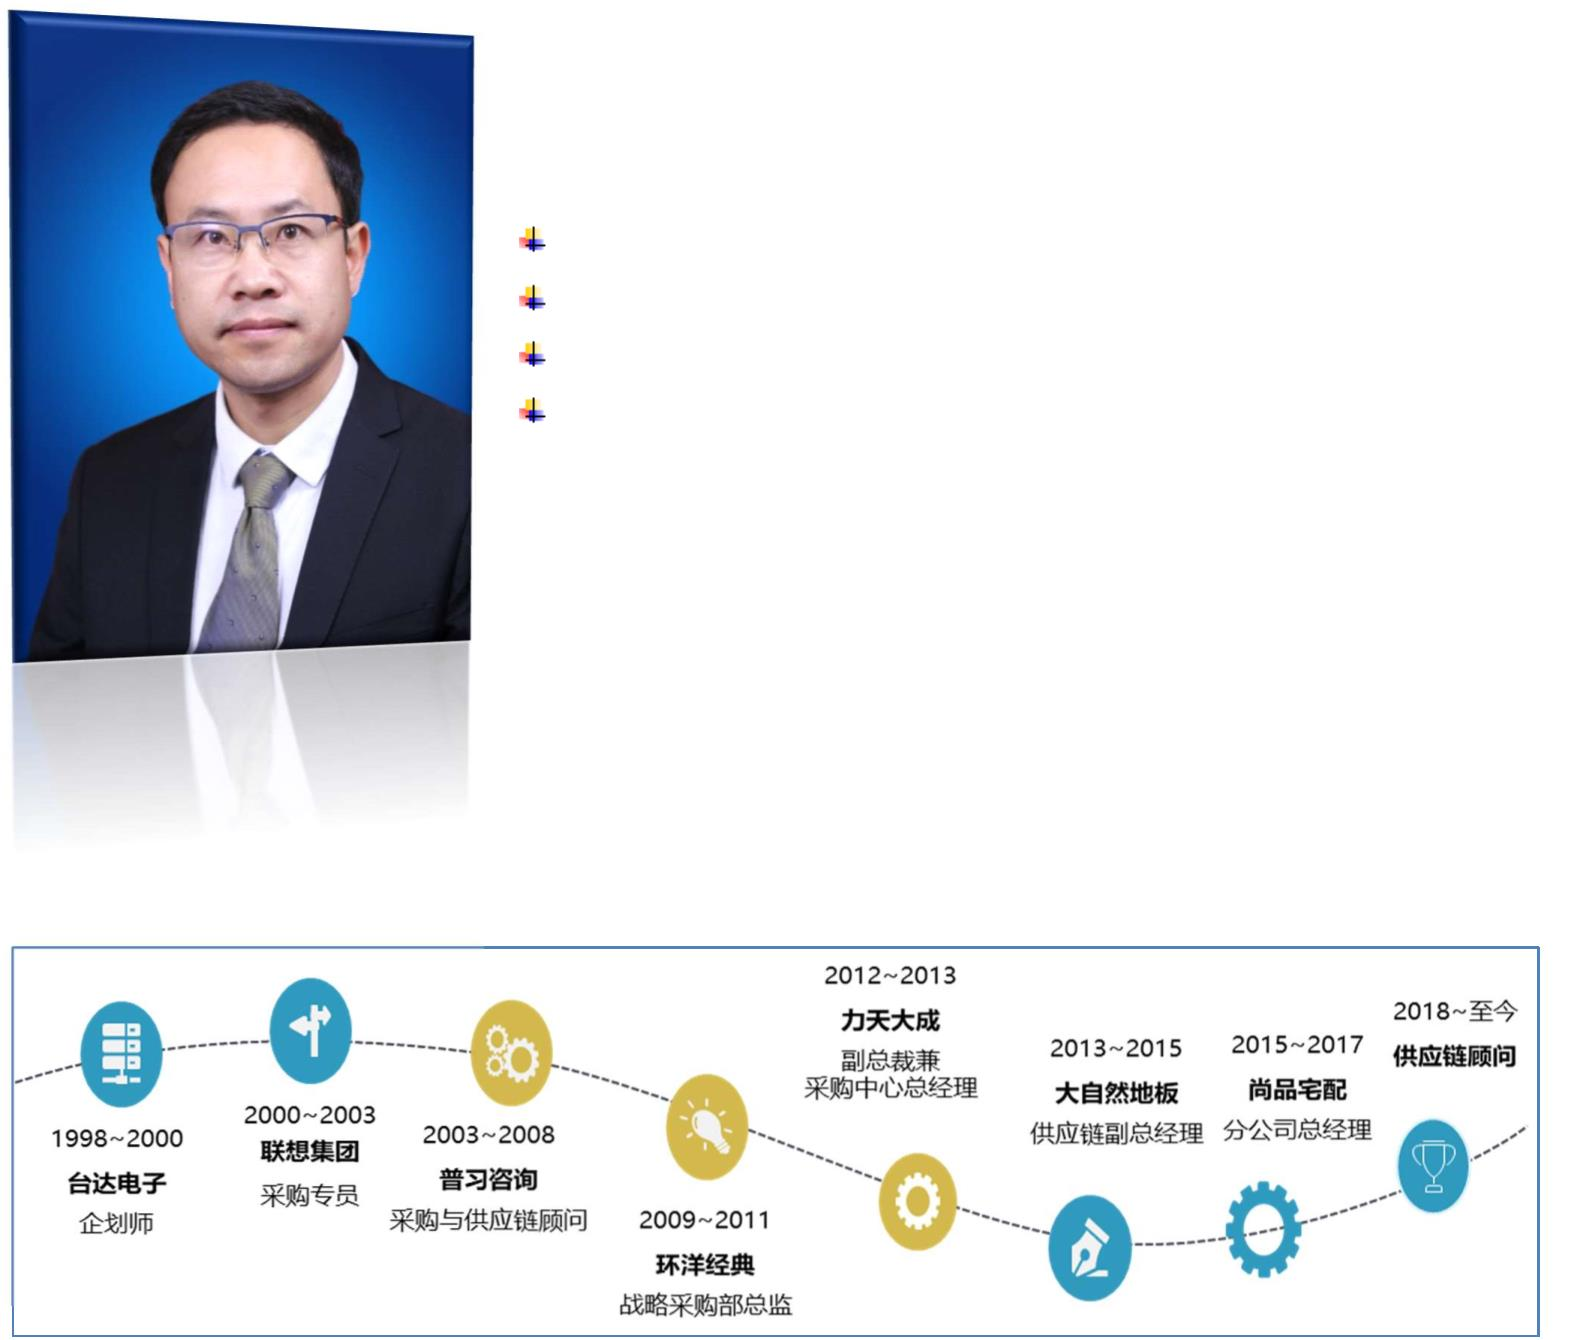 1998~2000
台达电子
企划师
2000~2003
联想集团
采购专员
2003~2008
普习咨询
采购与供应链顾问
2009~2011
环洋经典
战略采购部总监
2012~2013
力天大成
副总裁兼
采购中心总经理
2013~2015
大自然地板
供应链副总经理
2015~2017
尚品宅配
分公司总经理
2018~至今
供应链顾问